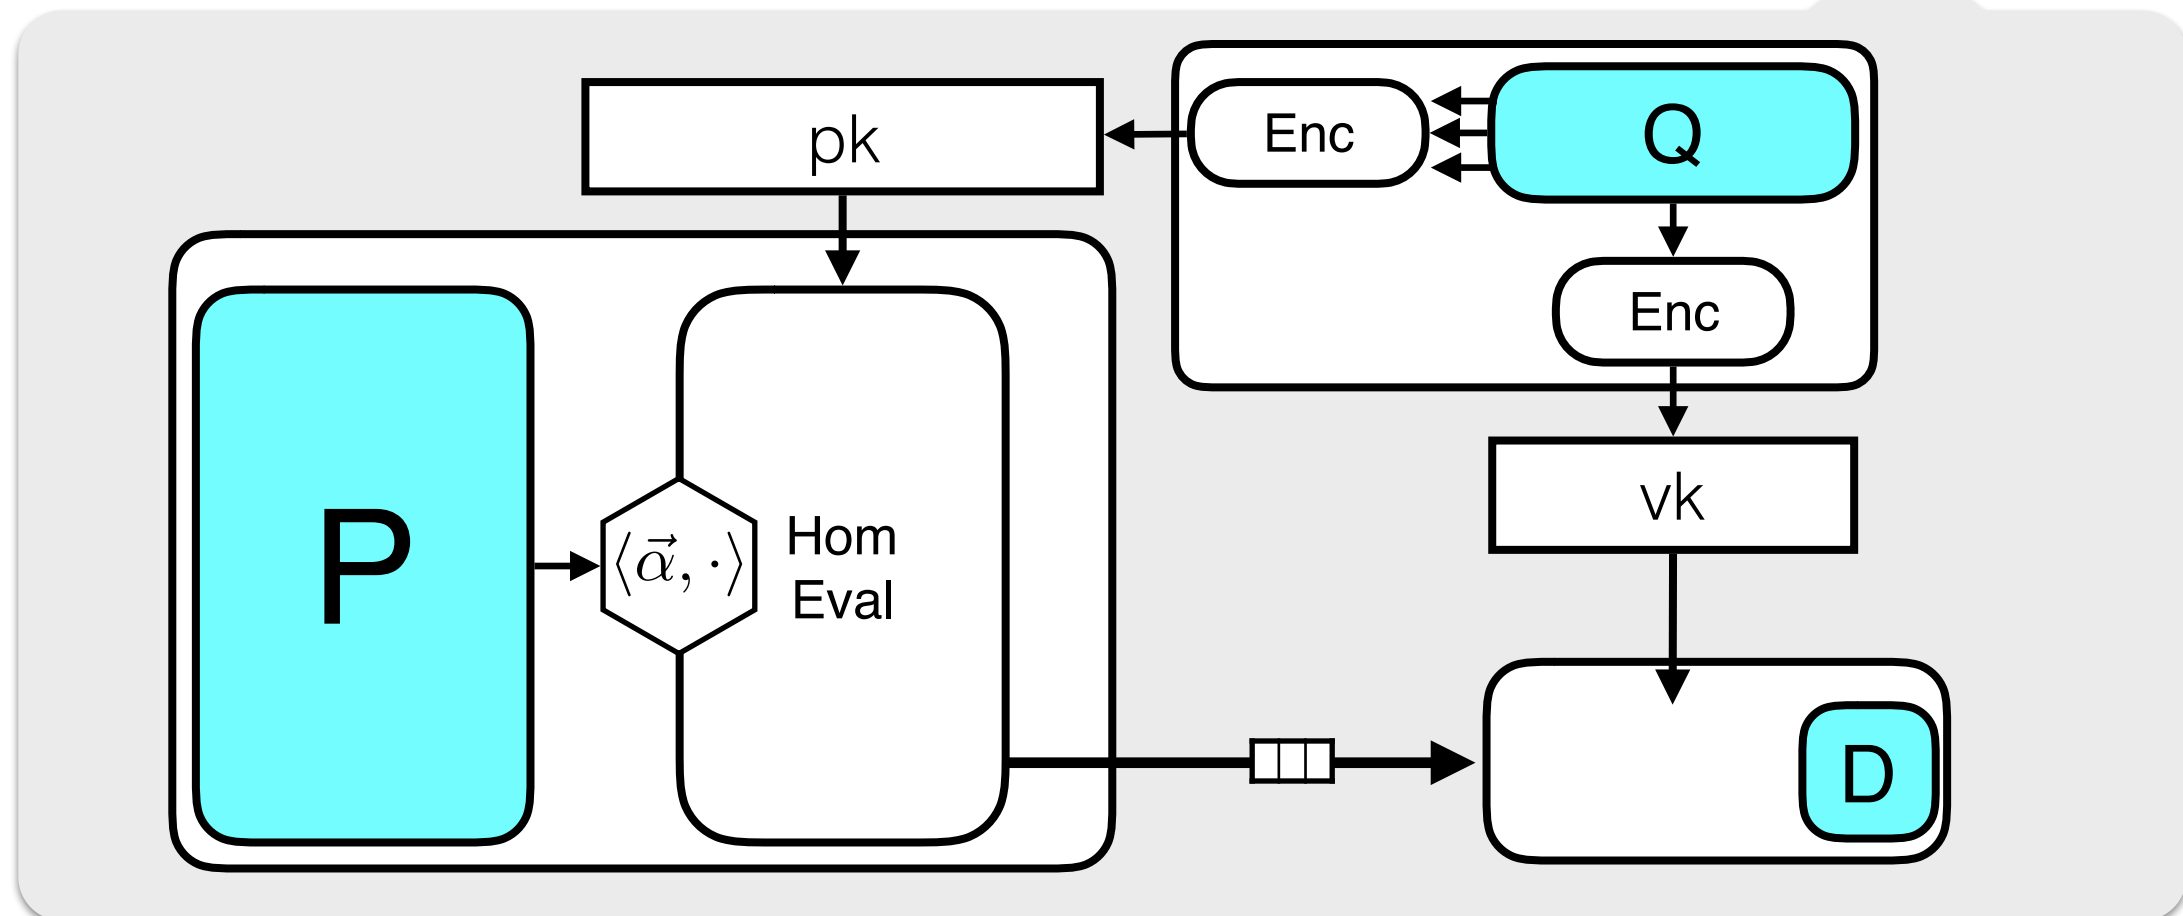 pk
Enc
Q
Enc
P
⟨α⃗, ·⟩
Hom
Eval
vk
D